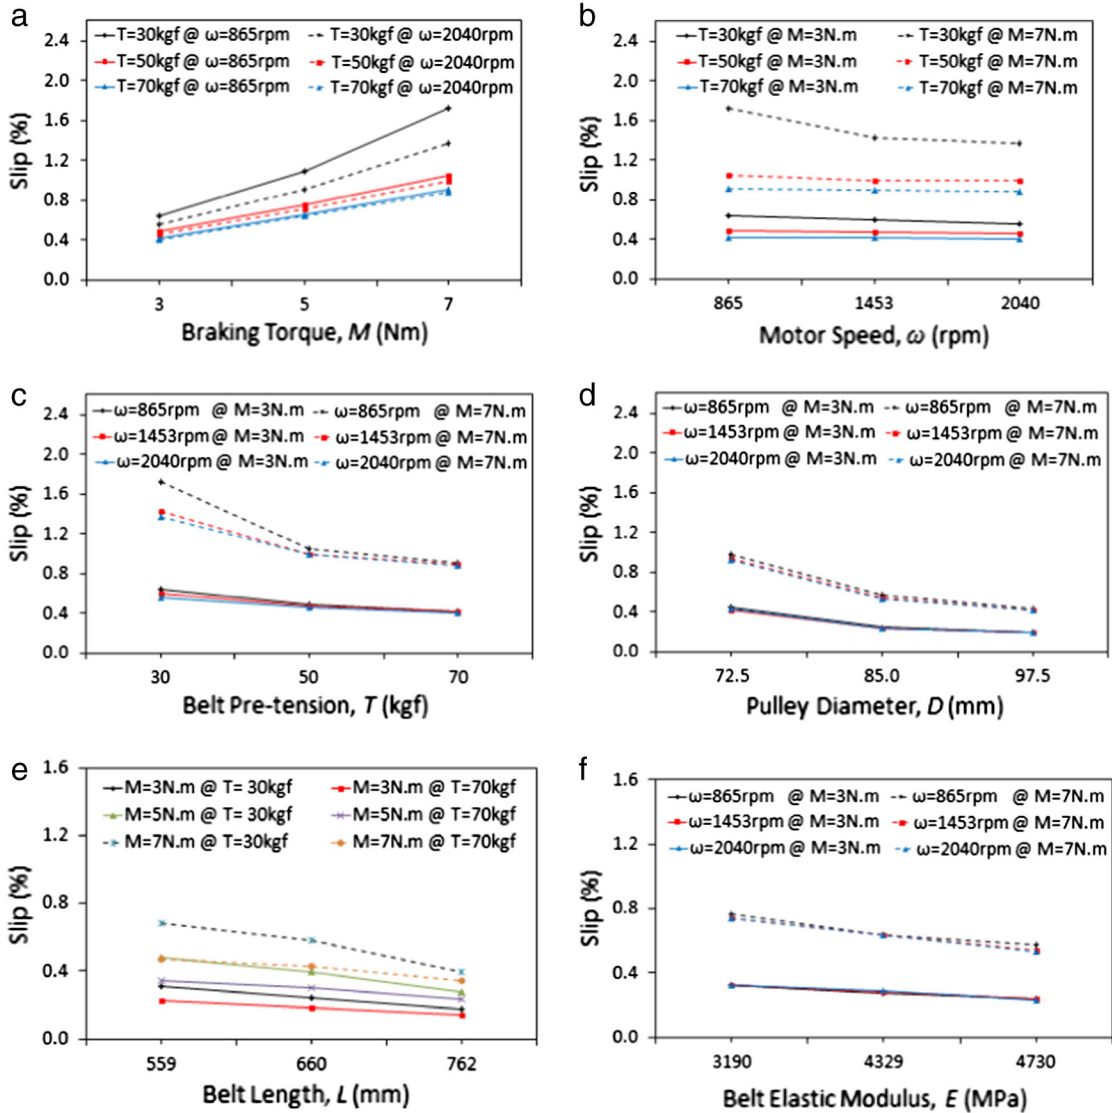 a
T=30kgf @ ω=865rpm
T=30kgf @ ω=2040rpm
T=50kgf @ ω=865rpm
T=50kgf @ ω=2040rpm
T=70kgf @ ω=865rpm
T=70kgf @ ω=2040rpm
2.4
2.0
1.6
1.2
0.8
0.4
0.0
Slip (%)
3
5
7
Braking Torque, M (Nm)
b
T=30kgf @ M=3N.m
T=30kgf @ M=7N.m
T=50kgf @ M=3N.m
T=50kgf @ M=7N.m
T=70kgf @ M=3N.m
T=70kgf @ M=7N.m
2.4
2.0
1.6
1.2
0.8
0.4
0.0
Slip (%)
865
1453
2040
Motor Speed, ω (rpm)
c
ω=865rpm @ M=3N.m
ω=865rpm @ M=7N.m
ω=1453rpm @ M=3N.m
ω=1453rpm @ M=7N.m
ω=2040rpm @ M=3N.m
ω=2040rpm @ M=7N.m
2.4
2.0
1.6
1.2
0.8
0.4
0.0
Slip (%)
30
50
70
Belt Pre-tension, T (kgf)
d
ω=865rpm @ M=3N.m
ω=865rpm @ M=7N.m
ω=1453rpm @ M=3N.m
ω=1453rpm @ M=7N.m
ω=2040rpm @ M=3N.m
ω=2040rpm @ M=7N.m
2.4
2.0
1.6
1.2
0.8
0.4
0.0
Slip (%)
72.5
85.0
97.5
Pulley Diameter, D (mm)
e
M=3N.m @ T= 30kgf
M=3N.m @ T=70kgf
M=5N.m @ T= 30kgf
M=5N.m @ T=70kgf
M=7N.m @ T=30kgf
M=7N.m @ T=70kgf
1.6
1.2
0.8
0.4
0.0
Slip (%)
559
660
762
Belt Length, L (mm)
f
ω=865rpm @ M=3N.m
ω=865rpm @ M=7N.m
ω=1453rpm @ M=3N.m
ω=1453rpm @ M=7N.m
ω=2040rpm @ M=3N.m
ω=2040rpm @ M=7N.m
1.6
1.2
0.8
0.4
0.0
Slip (%)
3190
4329
4730
Belt Elastic Modulus, E (MPa)